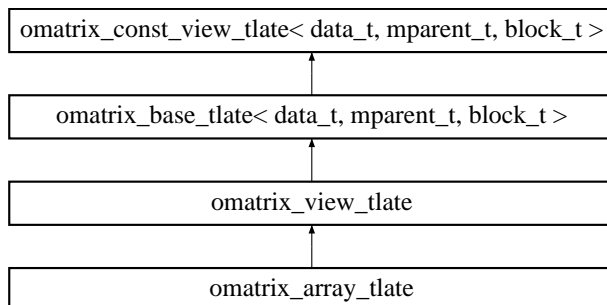 omatrix_const_view_tlate< data_t, mparent_t, block_t >
omatrix_base_tlate< data_t, mparent_t, block_t >
omatrix_view_tlate
omatrix_array_tlate